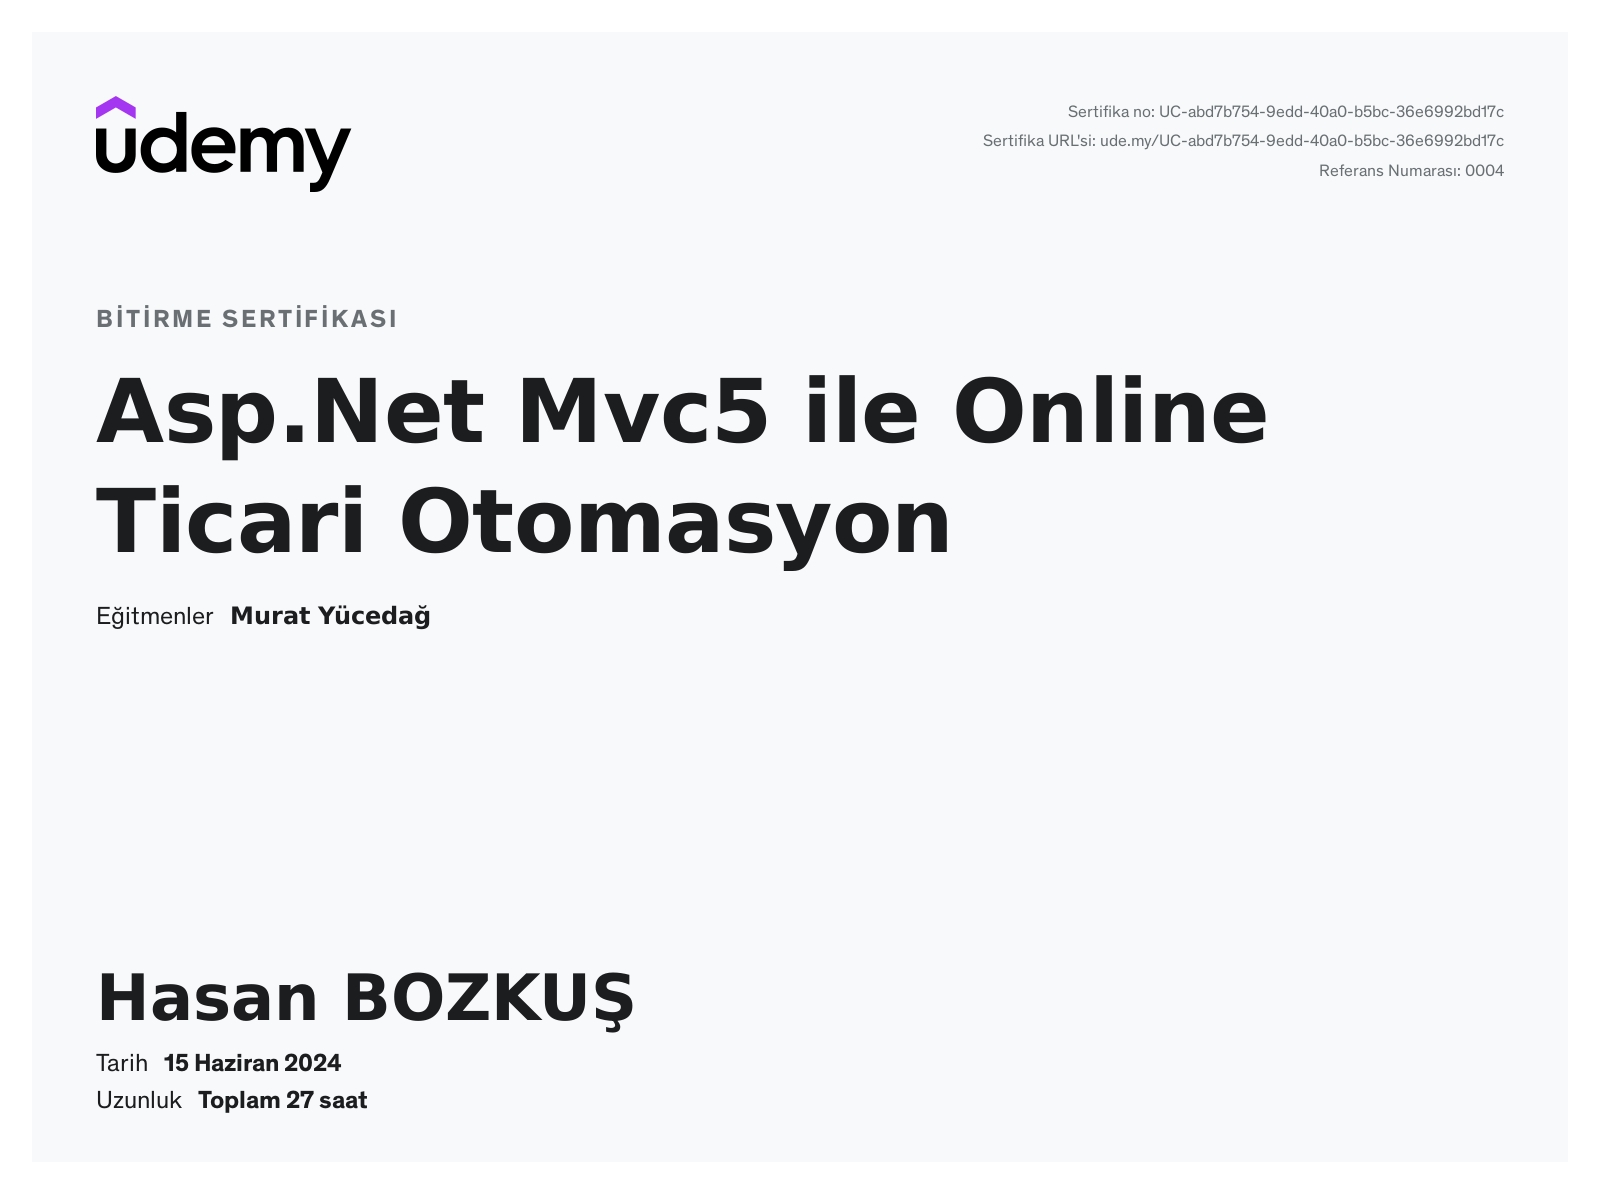 udemy
Sertifika no: UC-abd7b754-9edd-40a0-b5bc-36e6992bd17c
Sertifika URL'si: ude.my/UC-abd7b754-9edd-40a0-b5bc-36e6992bd17c
Referans Numarası: 0004
BİTİRME SERTİFİKASI
Asp.Net Mvc5 ile Online
Ticari Otomasyon
Eğitmenler Murat Yücedağ
Hasan BOZKUŞ
Tarih 15 Haziran 2024
Uzunluk Toplam 27 saat